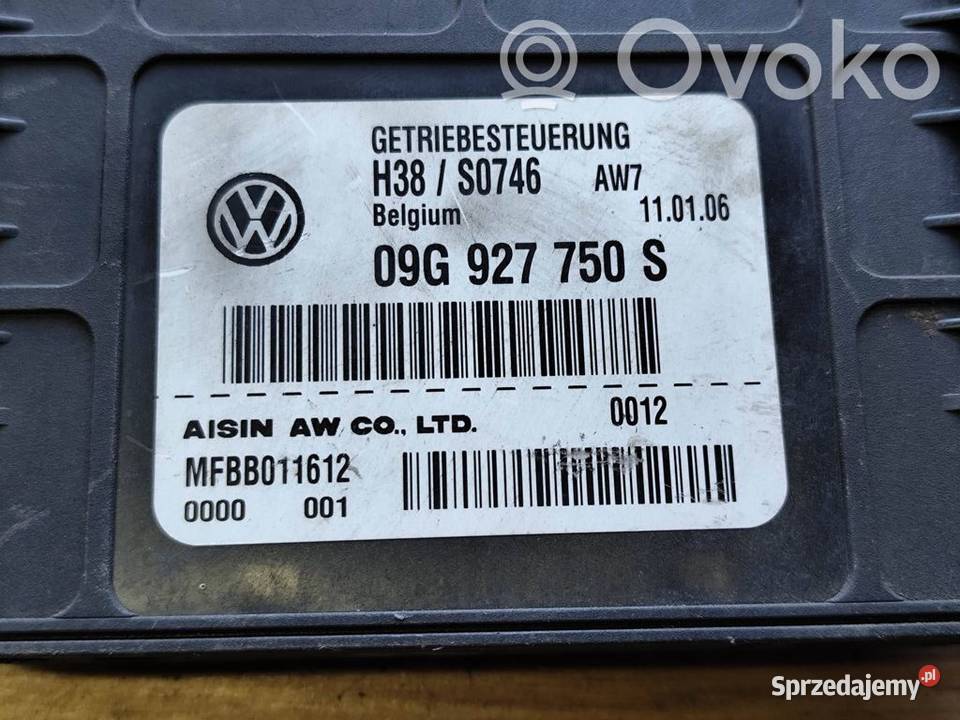 Ovoko
GETRIEBESTEUERUNG
H38 / S0746 AW7
Belgium 11.01.06
09G 927 750 S
AISIN AW CO., LTD. 0012
MFBB011612
0000 001
Sprzedajemy.pl